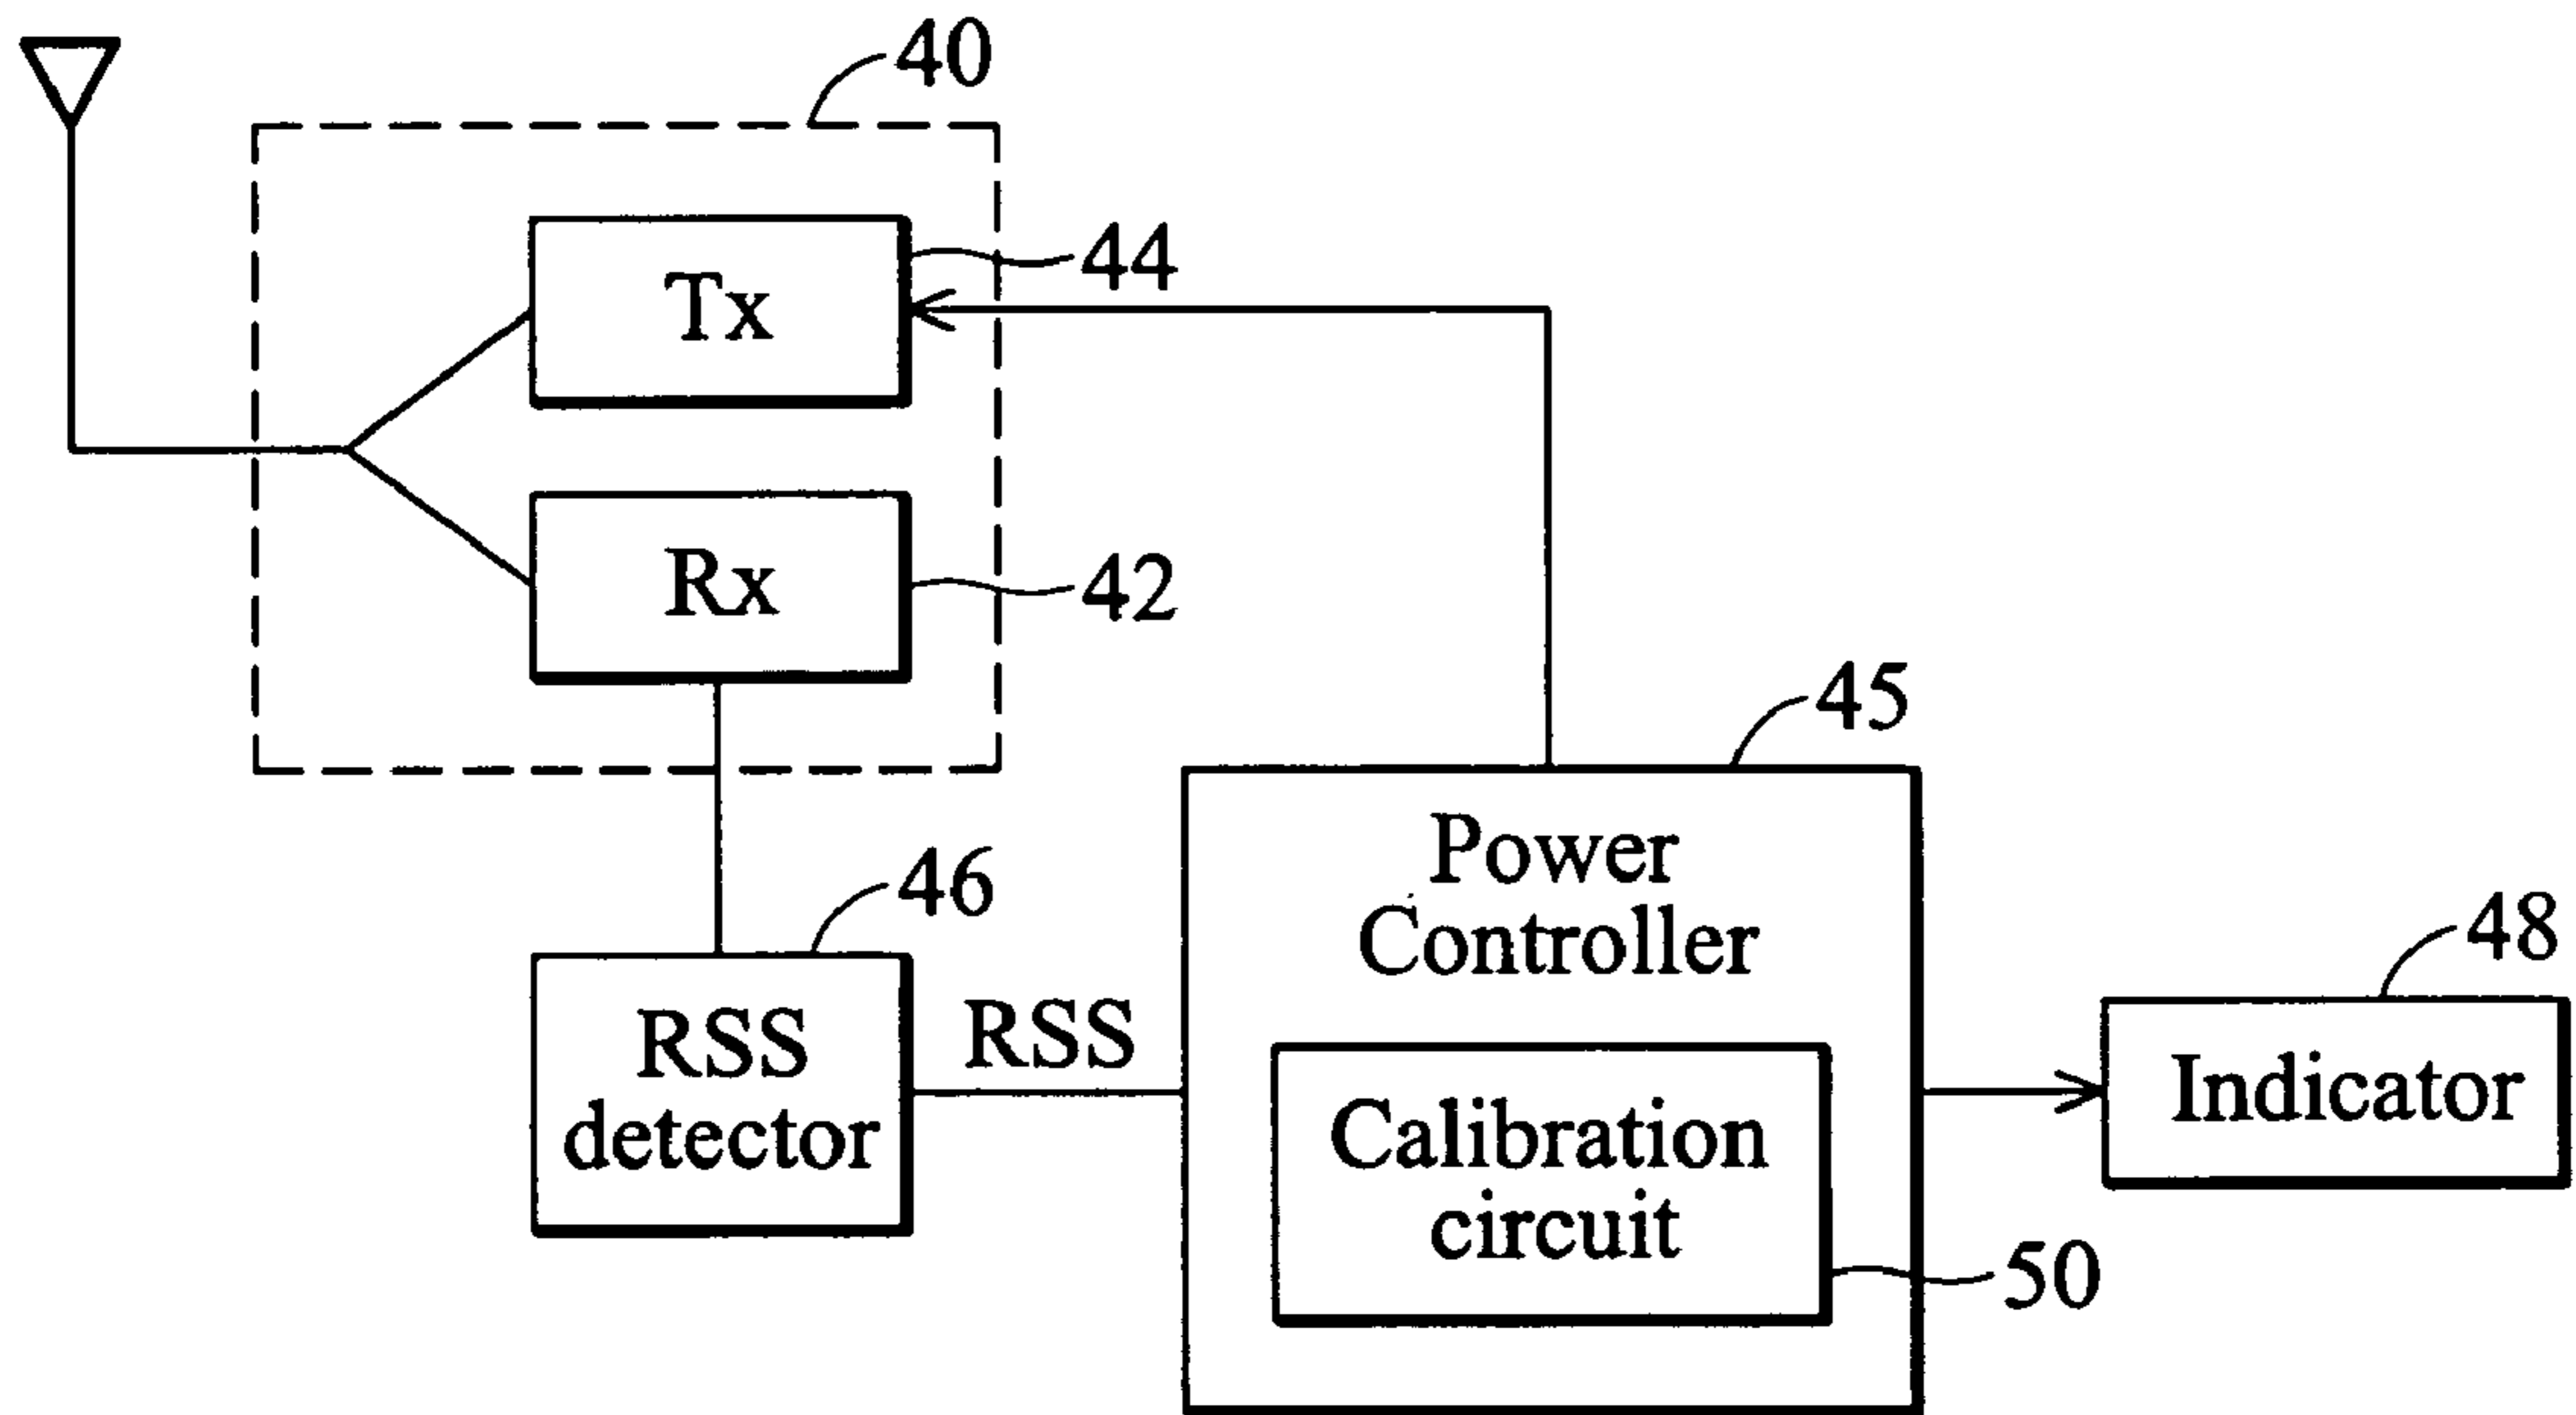 40
Tx
44
Rx
42
45
Power
Controller
46
RSS
detector
RSS
48
Indicator
Calibration
circuit
50